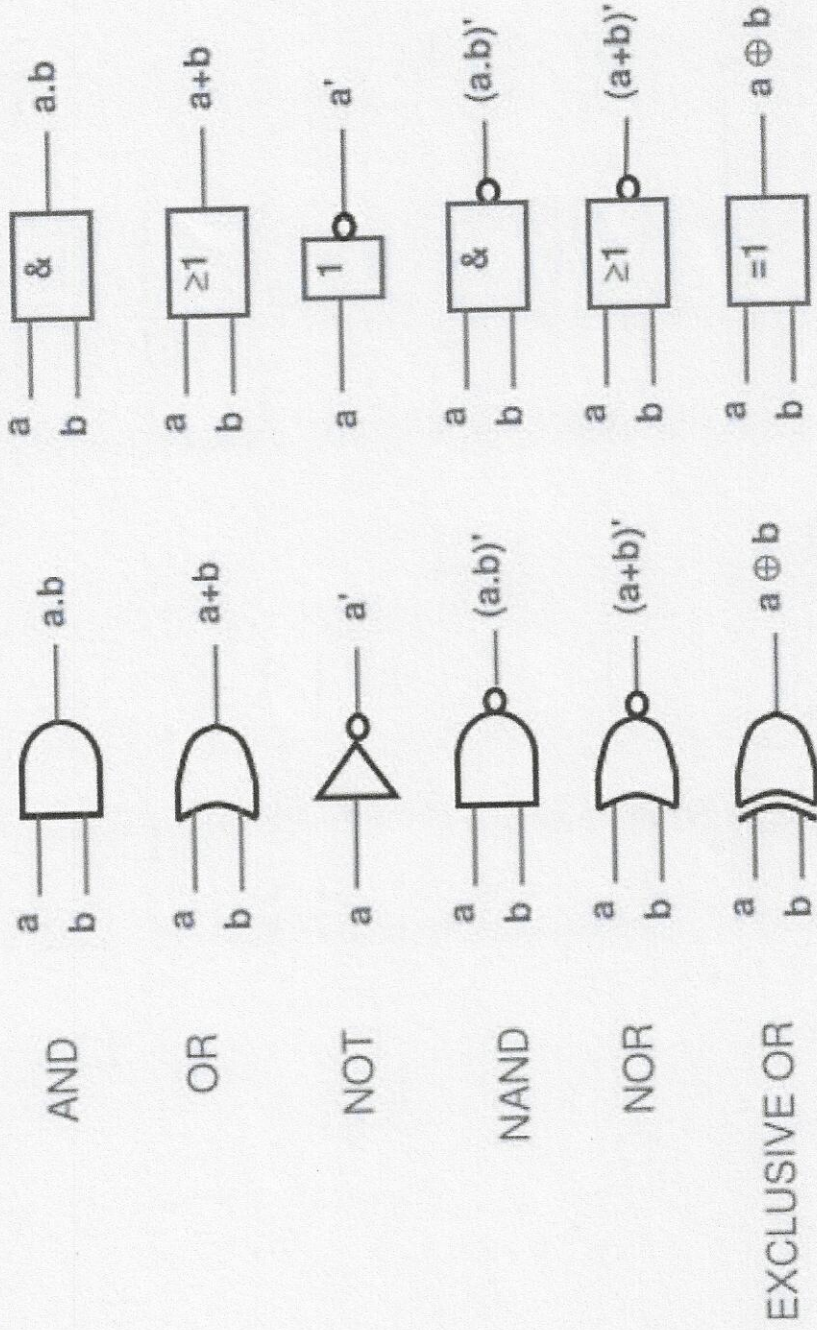 AND
a
b
a.b
a
b
&
a.b
OR
a
b
a+b
a
b
≥1
a+b
NOT
a
a'
a
1
a'
NAND
a
b
(a.b)'
a
b
&
(a.b)'
NOR
a
b
(a+b)'
a
b
≥1
(a+b)'
EXCLUSIVE OR
a
b
a ⊕ b
a
b
=1
a ⊕ b